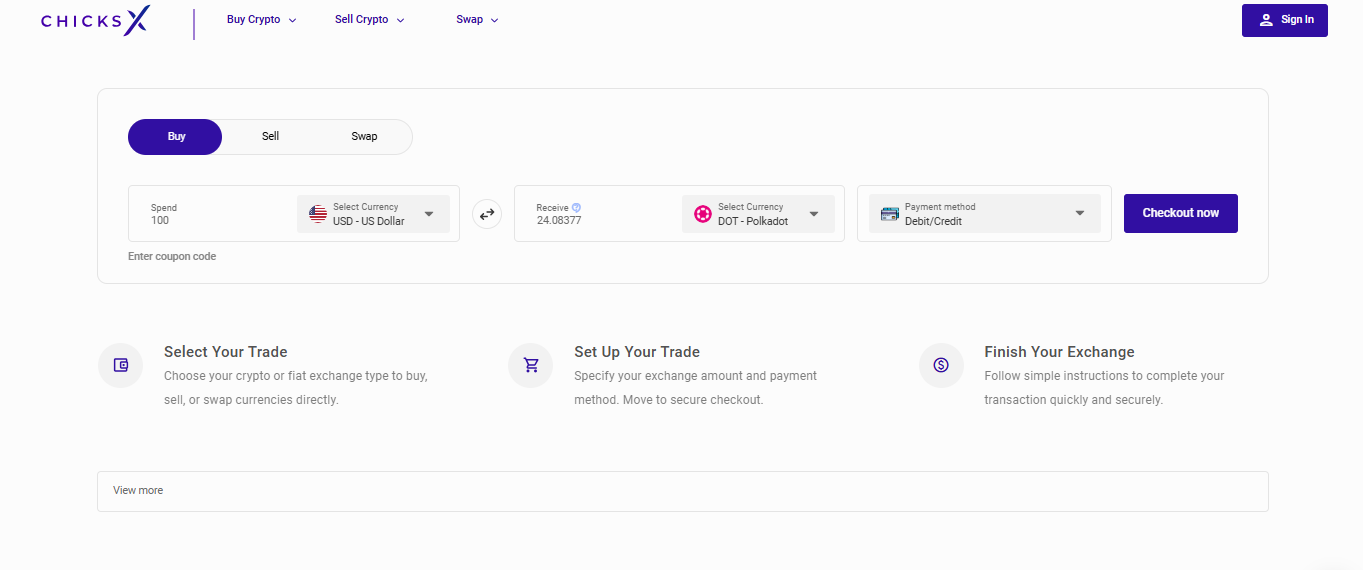 CHICKSX
Buy Crypto
Sell Crypto
Swap
Sign In
Buy
Sell
Swap
Spend
100
Select Currency
USD - US Dollar
Receive
24.08377
Select Currency
DOT - Polkadot
Payment method
Debit/Credit
Checkout now
Enter coupon code
Select Your Trade
Choose your crypto or fiat exchange type to buy,
sell, or swap currencies directly.
Set Up Your Trade
Specify your exchange amount and payment
method. Move to secure checkout.
Finish Your Exchange
Follow simple instructions to complete your
transaction quickly and securely.
View more